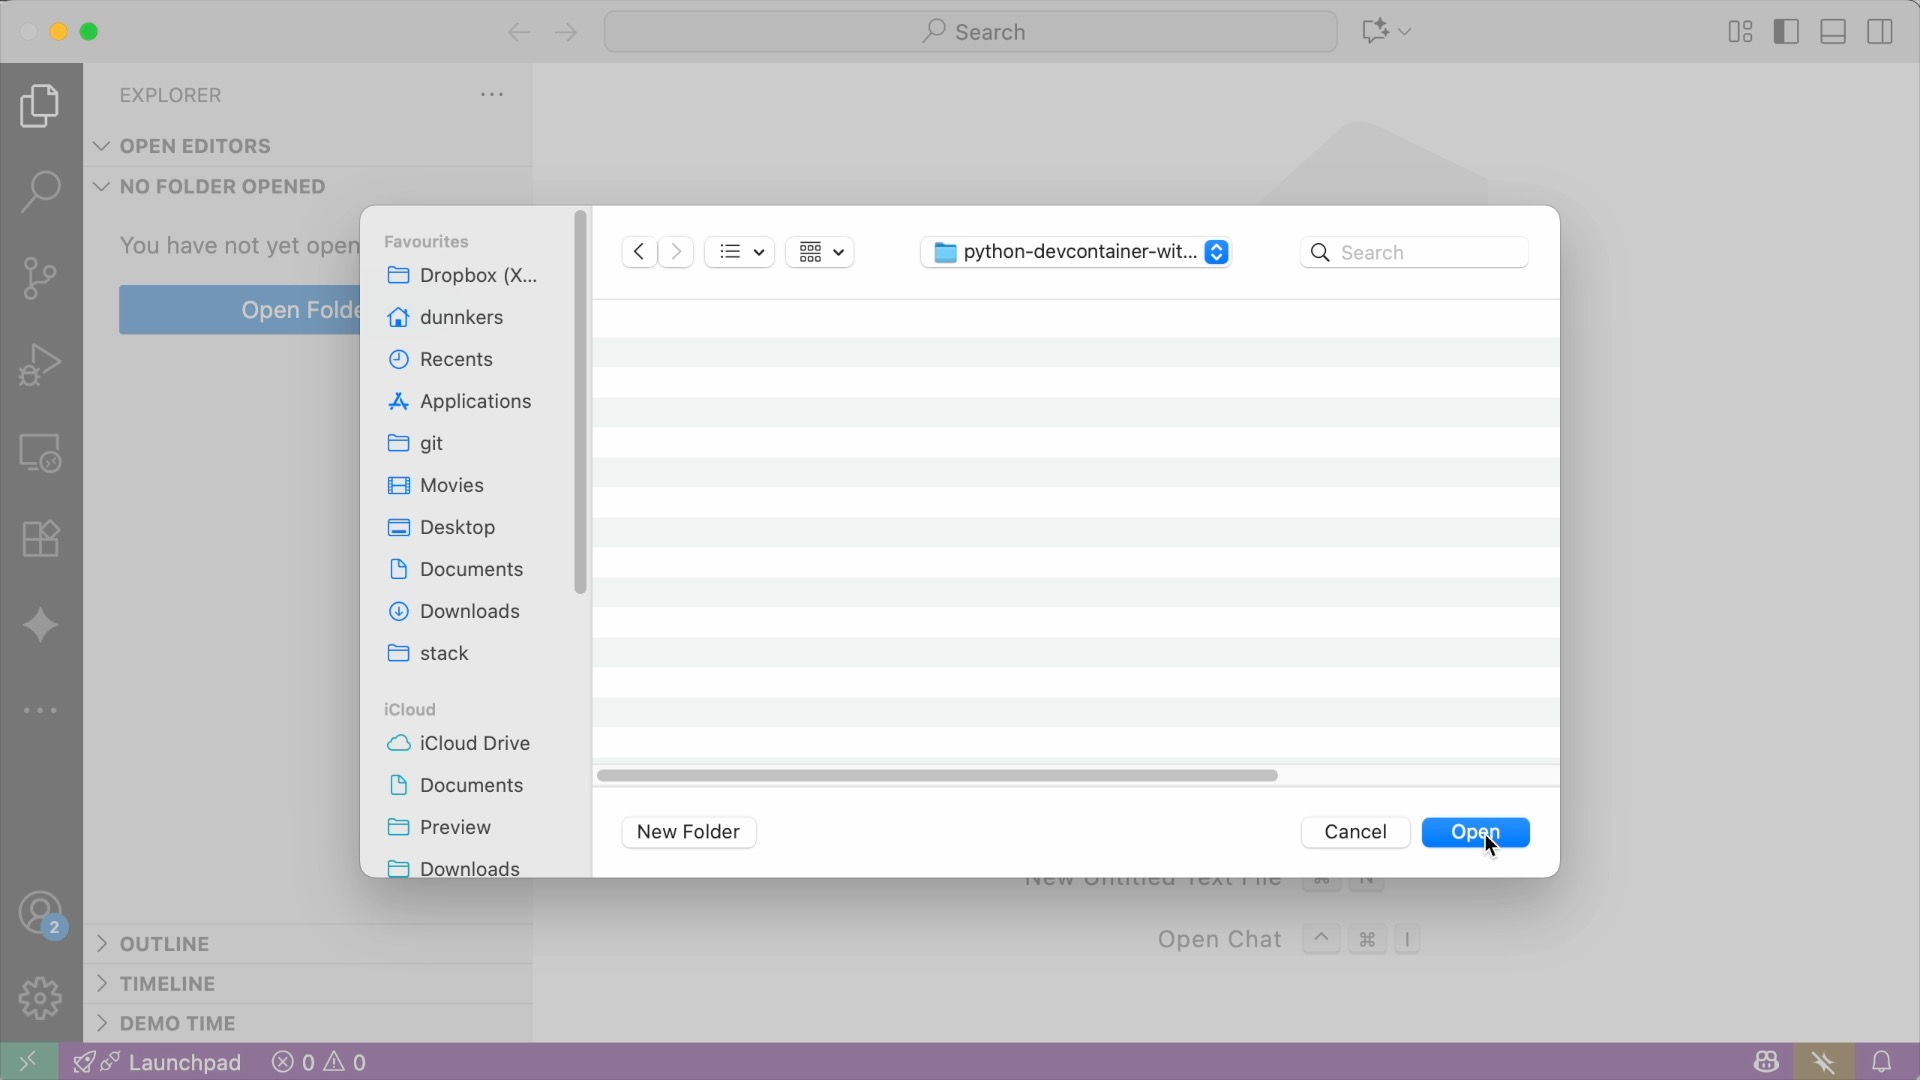 Search
EXPLORER
OPEN EDITORS
NO FOLDER OPENED
You have not yet open
Open Folde
Favourites
Dropbox (X...
dunnkers
Recents
Applications
git
Movies
Desktop
Documents
Downloads
stack
iCloud
iCloud Drive
Documents
Preview
Downloads
python-devcontainer-wit...
Search
New Folder
Cancel
Open
New Untitled Text File ⌘ N
Open Chat ^ ⌘ I
2
OUTLINE
TIMELINE
DEMO TIME
Launchpad 0 0